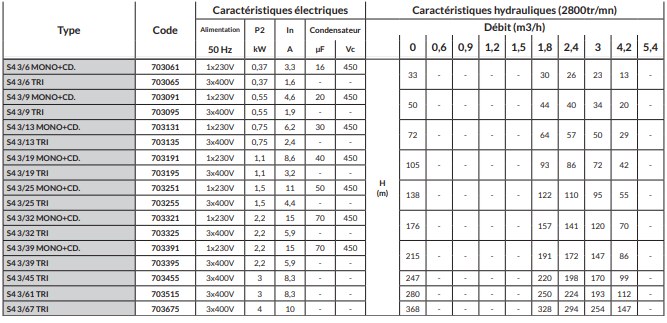 Caractéristiques électriques Caractéristiques hydrauliques (2800tr/mn)
Type Code Alimentation P2 In Condensateur Débit (m3/h)
50 Hz kW A µF Vc 0 0,6 0,9 1,2 1,5 1,8 2,4 3 4,2 5,4
S4 3/6 MONO+CD. 703061 1x230V 0,37 3,3 16 450
33 - - - - 30 26 23 13 -
S4 3/6 TRI 703065 3x400V 0,37 1,6 - -
S4 3/9 MONO+CD. 703091 1x230V 0,55 4,6 20 450
50 - - - - 44 40 34 20 -
S4 3/9 TRI 703095 3x400V 0,55 1,9 - -
S4 3/13 MONO+CD. 703131 1x230V 0,75 6,2 30 450
72 - - - - 64 57 50 29 -
S4 3/13 TRI 703135 3x400V 0,75 2,4 - -
S4 3/19 MONO+CD. 703191 1x230V 1,1 8,6 40 450
105 - - - - 93 86 72 42 -
S4 3/19 TRI 703195 3x400V 1,1 3,2 - -
H
(m)
S4 3/25 MONO+CD. 703251 1x230V 1,5 11 50 450
138 - - - - 122 110 95 55 -
S4 3/25 TRI 703255 3x400V 1,5 4,4 - -
S4 3/32 MONO+CD. 703321 1x230V 2,2 15 70 450
176 - - - - 157 141 120 70 -
S4 3/32 TRI 703325 3x400V 2,2 5,9 - -
S4 3/39 MONO+CD. 703391 1x230V 2,2 15 70 450
215 - - - - 191 172 147 86 -
S4 3/39 TRI 703395 3x400V 2,2 5,9 - -
S4 3/45 TRI 703455 3x400V 3 8,3 - - 247 - - - - 220 198 170 99 -
S4 3/61 TRI 703515 3x400V 3 8,3 - - 280 - - - - 250 224 193 112 -
S4 3/67 TRI 703675 3x400V 4 10 - - 368 - - - - 328 294 254 147 -